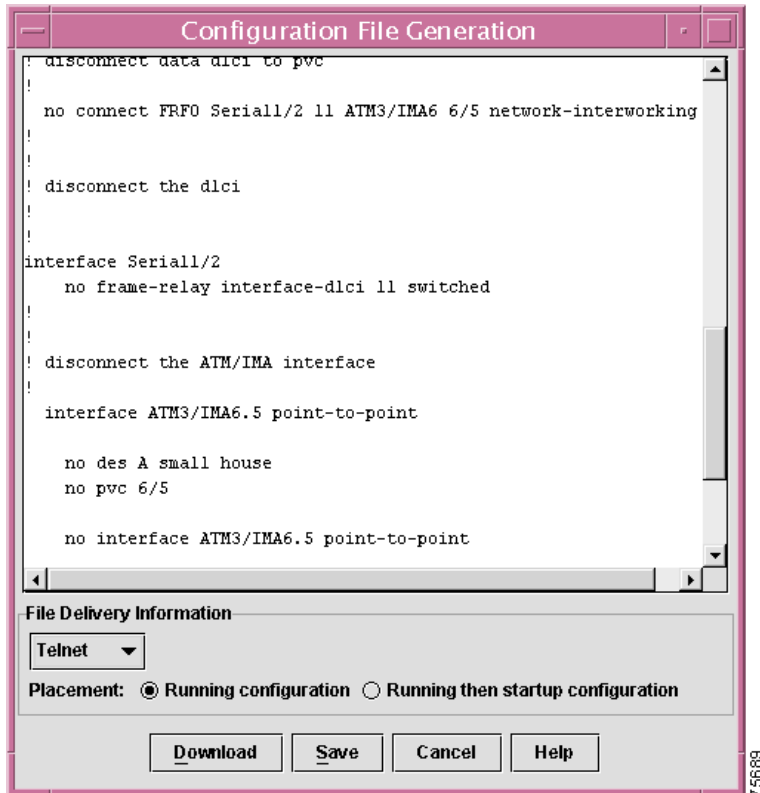 Configuration File Generation
! disconnect data dlci to pvc
!
no connect FRF0 Serial1/2 11 ATM3/IMA6 6/5 network-interworking
!
!
! disconnect the dlci
!
!
interface Serial1/2
no frame-relay interface-dlci 11 switched
!
!
! disconnect the ATM/IMA interface
!
interface ATM3/IMA6.5 point-to-point
no des A small house
no pvc 6/5
no interface ATM3/IMA6.5 point-to-point
File Delivery Information
Telnet
Placement: Running configuration Running then startup configuration
Download Save Cancel Help
75689